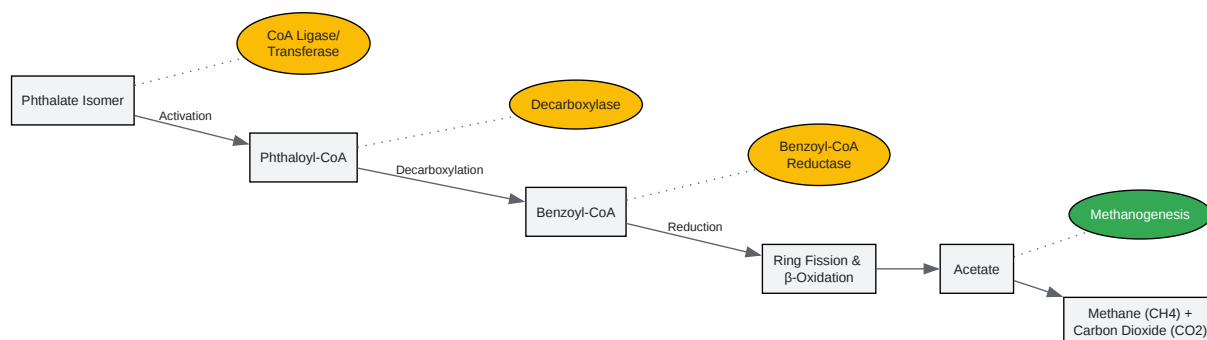 CoA Ligase/
Transferase
Phthalate Isomer
Activation
Decarboxylase
Phthaloyl-CoA
Decarboxylation
Benzoyl-CoA
Reductase
Benzoyl-CoA
Reduction
Methanogenesis
Ring Fission &
β-Oxidation
Acetate
Methane (CH4) +
Carbon Dioxide (CO2)